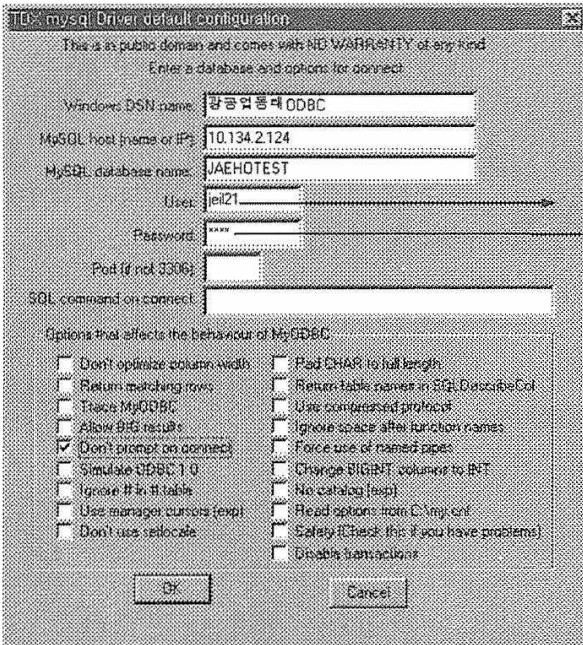 TDX mysql Driver default configuration
This is in public domain and comes with NO WARRANTY of any kind
Enter a database and options for connect
Windows DSN name: 광공업동태ODBC
MySQL host (name or IP): 10.134.2.124
MySQL database name: JAEHOTEST
User: jeil21
Password: ****
Port (if not 3306):
SQL command on connect:
Options that affects the behaviour of MyODBC
Don't optimize column width
Return matching rows
Trace MyODBC
Allow BIG results
Don't prompt on connect
Simulate ODBC 1.0
Ignore # in #.table
Use manager cursors (exp)
Don't use setlocale
Pad CHAR to full length
Return table names in SQLDescribeCol
Use compressed protocol
Ignore space after function names
Force use of named pipes
Change BIGINT columns to INT
No catalog (exp)
Read options from C:\my.cnf
Safety (Check this if you have problems)
Disable transactions
OK
Cancel